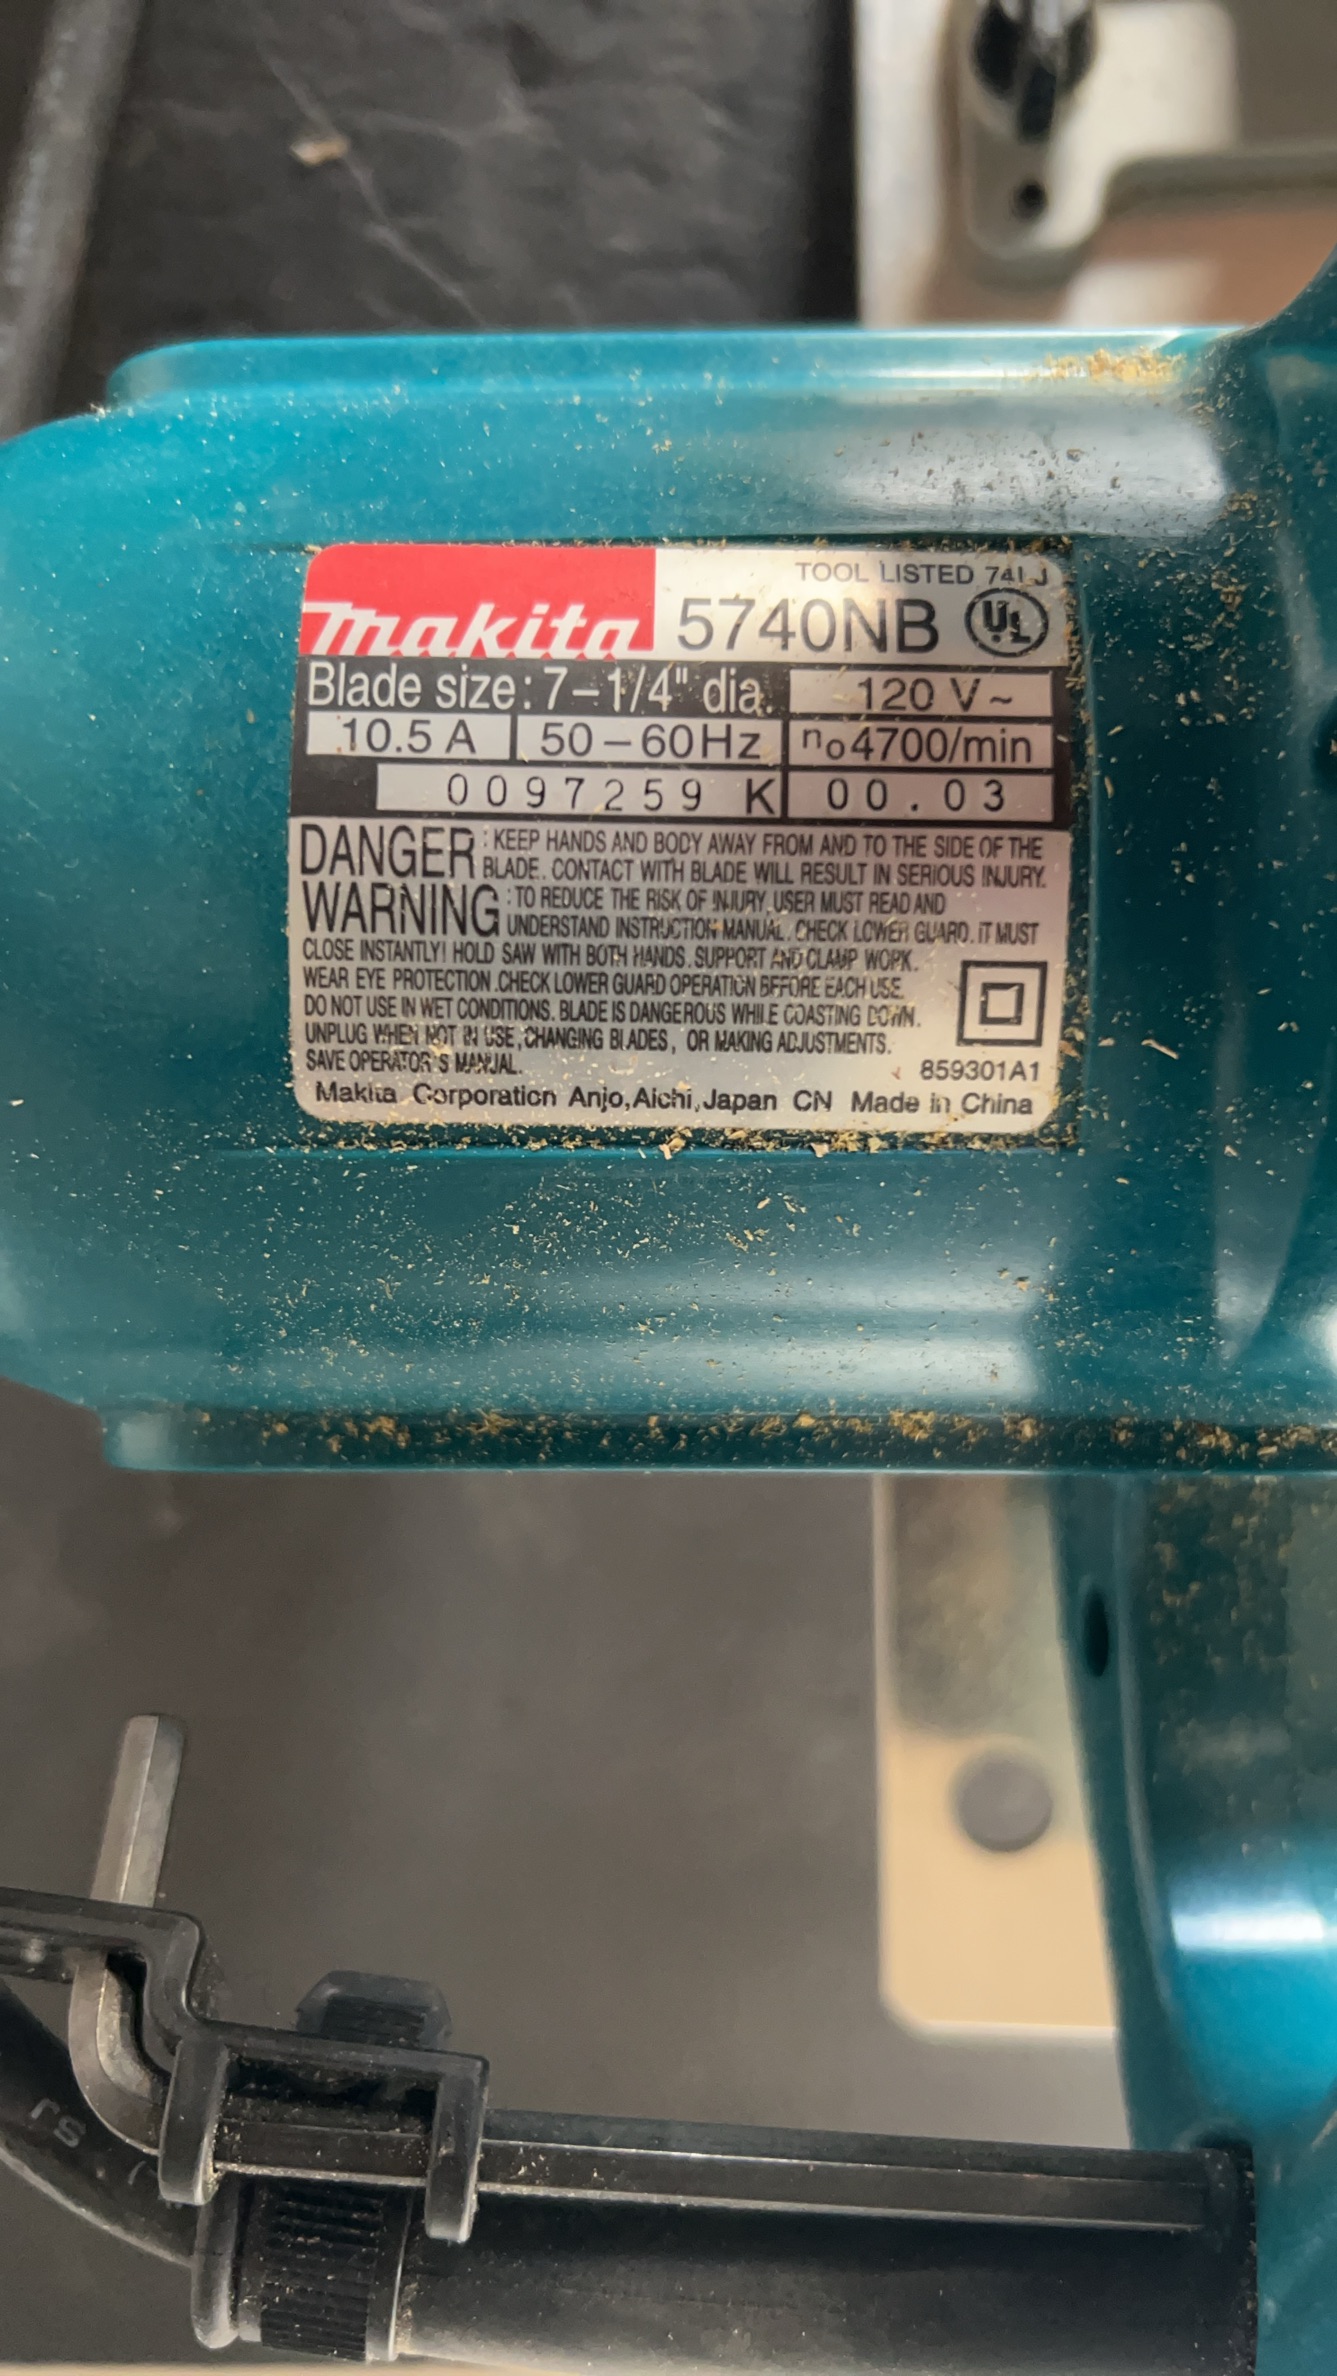 TOOL LISTED 741J
makita 5740NB UL
Blade size: 7-1/4" dia. 120 V~
10.5 A 50-60Hz no4700/min
0097259 K 00.03
DANGER : KEEP HANDS AND BODY AWAY FROM AND TO THE SIDE OF THE
BLADE. CONTACT WITH BLADE WILL RESULT IN SERIOUS INJURY.
WARNING : TO REDUCE THE RISK OF INJURY, USER MUST READ AND
UNDERSTAND INSTRUCTION MANUAL. CHECK LOWER GUARD. IT MUST
CLOSE INSTANTLY! HOLD SAW WITH BOTH HANDS. SUPPORT AND CLAMP WORK.
WEAR EYE PROTECTION. CHECK LOWER GUARD OPERATION BEFORE EACH USE.
DO NOT USE IN WET CONDITIONS. BLADE IS DANGEROUS WHILE COASTING DOWN.
UNPLUG WHEN NOT IN USE, CHANGING BLADES, OR MAKING ADJUSTMENTS.
SAVE OPERATOR'S MANUAL.
859301A1
Makita Corporation Anjo, Aichi, Japan CN Made in China